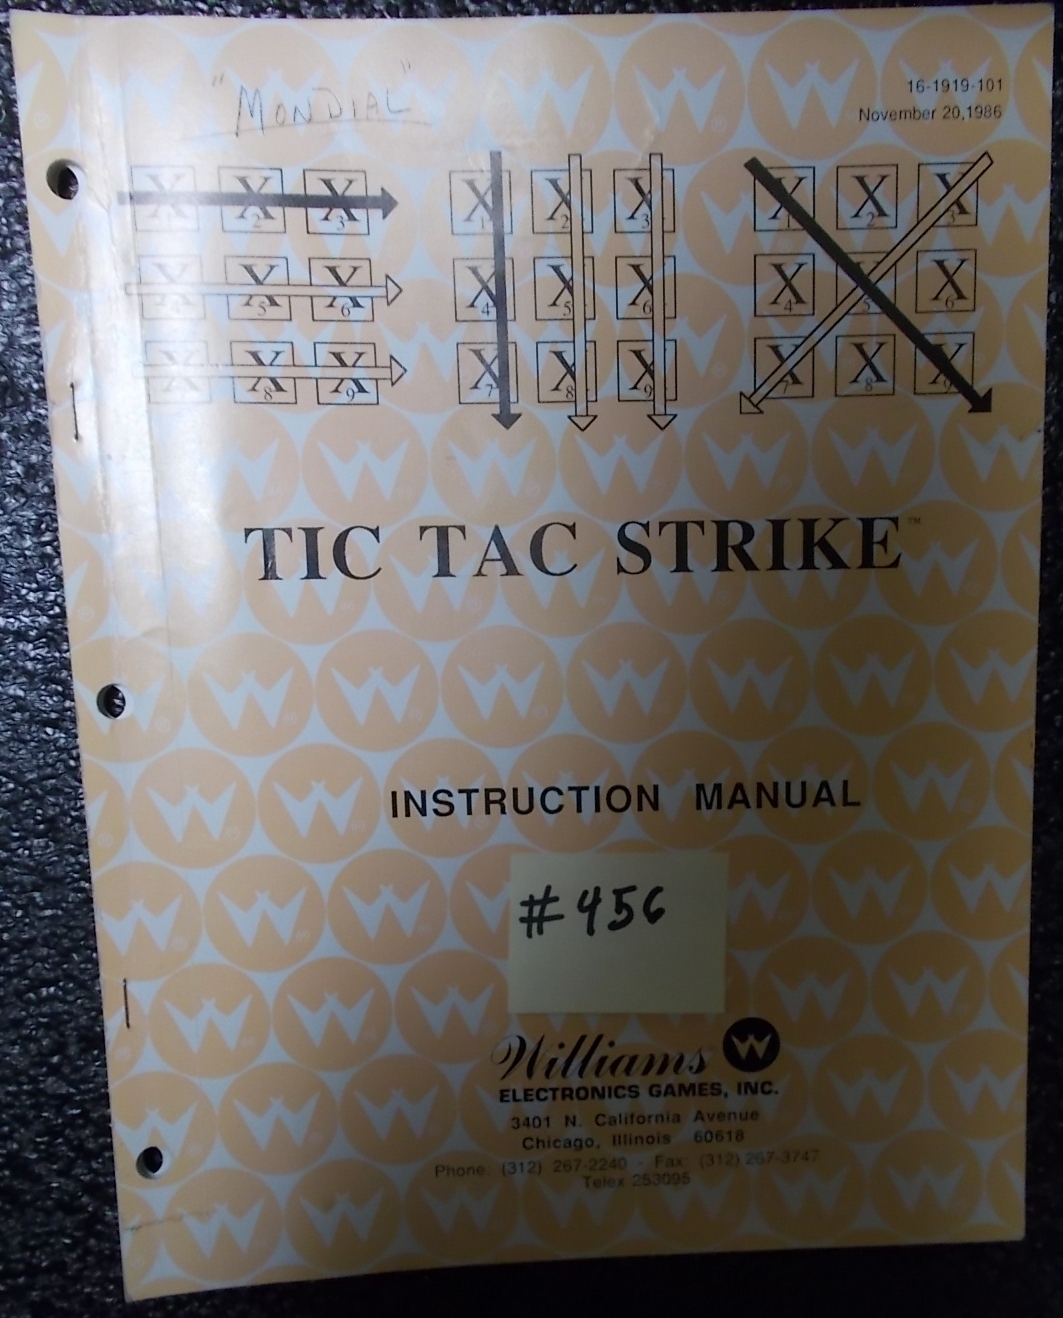 "MONDIAL"
16-1919-101
November 20,1986
X X 2 X 3
X 1 X 2 X 3
X 1 X 2 X
X X 5 X 6
X 4 X 5 X 6
X 4 X 6
X X 8 X 9
X 7 X 8 X 9
X 7 X 8 X 9
TIC TAC STRIKE™
INSTRUCTION MANUAL
#456
Williams W
ELECTRONICS GAMES, INC.
3401 N. California Avenue
Chicago, Illinois 60618
Phone: (312) 267-2240 - Fax: (312) 267-3747
Telex 253095